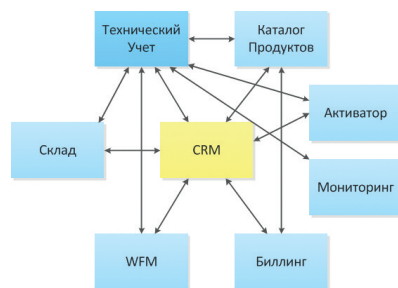 Технический
Учет
Каталог
Продуктов
Активатор
Склад
CRM
Мониторинг
WFM
Биллинг